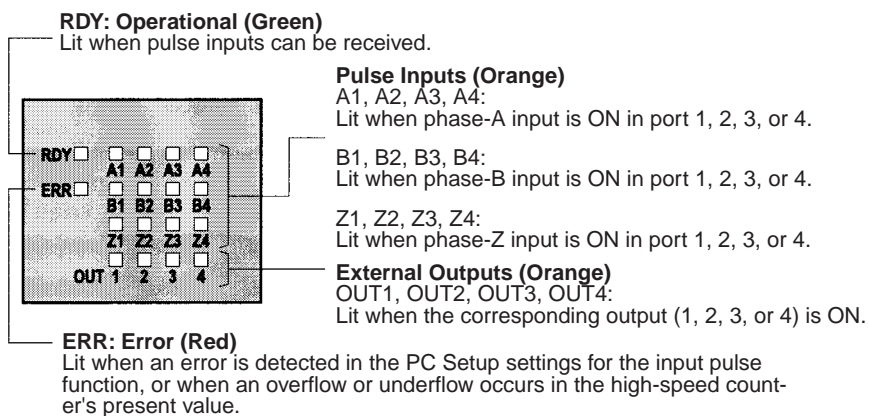 RDY: Operational (Green)
Lit when pulse inputs can be received.
Pulse Inputs (Orange)
A1, A2, A3, A4:
Lit when phase-A input is ON in port 1, 2, 3, or 4.
B1, B2, B3, B4:
Lit when phase-B input is ON in port 1, 2, 3, or 4.
Z1, Z2, Z3, Z4:
Lit when phase-Z input is ON in port 1, 2, 3, or 4.
External Outputs (Orange)
OUT1, OUT2, OUT3, OUT4:
Lit when the corresponding output (1, 2, 3, or 4) is ON.
RDY
A1 A2 A3 A4
ERR
B1 B2 B3 B4
Z1 Z2 Z3 Z4
OUT 1 2 3 4
ERR: Error (Red)
Lit when an error is detected in the PC Setup settings for the input pulse
function, or when an overflow or underflow occurs in the high-speed count-
er's present value.